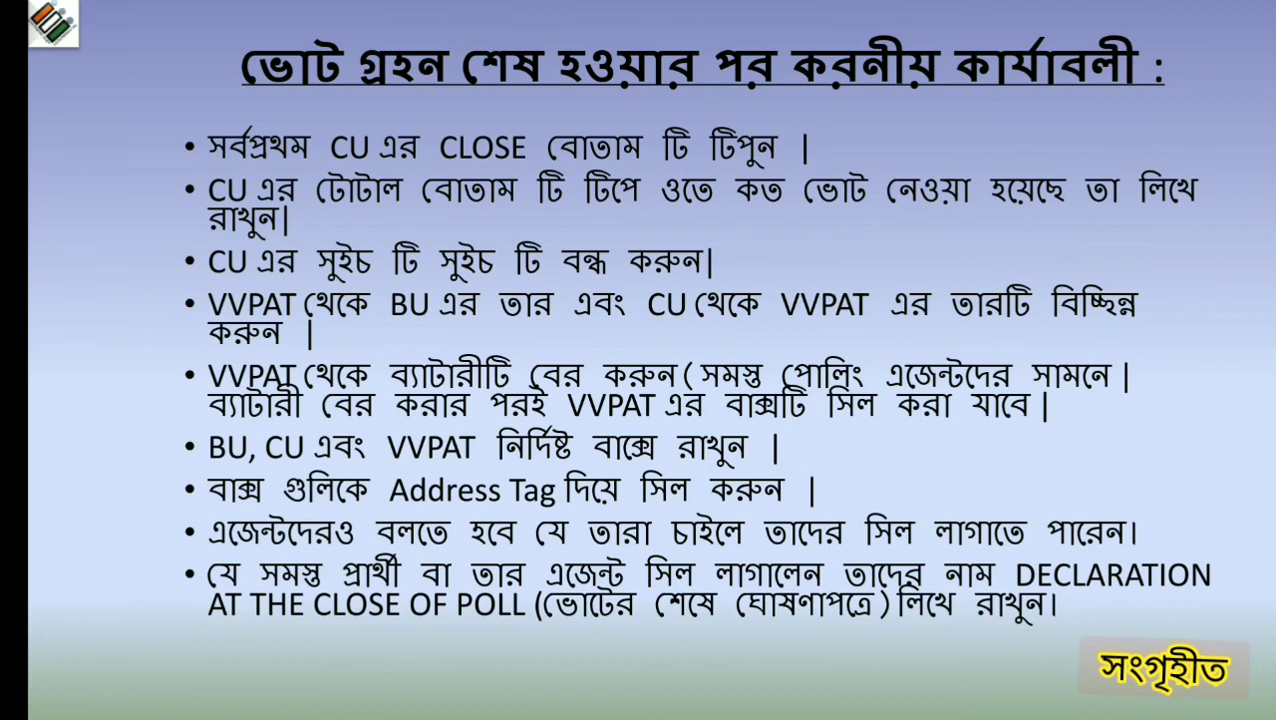 ভোট গ্রহন শেষ হওয়ার পর করনীয় কার্যাবলী :
• সর্বপ্রথম CU এর CLOSE বোতাম টি টিপুন |
• CU এর টোটাল বোতাম টি টিপে ওতে কত ভোট নেওয়া হয়েছে তা লিখে
রাখুন|
• CU এর সুইচ টি সুইচ টি বন্ধ করুন|
• VVPAT থেকে BU এর তার এবং CU থেকে VVPAT এর তারটি বিচ্ছিন্ন
করুন |
• VVPAT থেকে ব্যাটারীটি বের করুন ( সমস্ত পোলিং এজেন্টদের সামনে |
ব্যাটারী বের করার পরই VVPAT এর বাক্সটি সিল করা যাবে |
• BU, CU এবং VVPAT নির্দিষ্ট বাক্সে রাখুন |
• বাক্স গুলিকে Address Tag দিয়ে সিল করুন |
• এজেন্টদেরও বলতে হবে যে তারা চাইলে তাদের সিল লাগাতে পারেন।
• যে সমস্ত প্রার্থী বা তার এজেন্ট সিল লাগালেন তাদের নাম DECLARATION
AT THE CLOSE OF POLL (ভোটের শেষে ঘোষণাপত্রে ) লিখে রাখুন।
সংগৃহীত